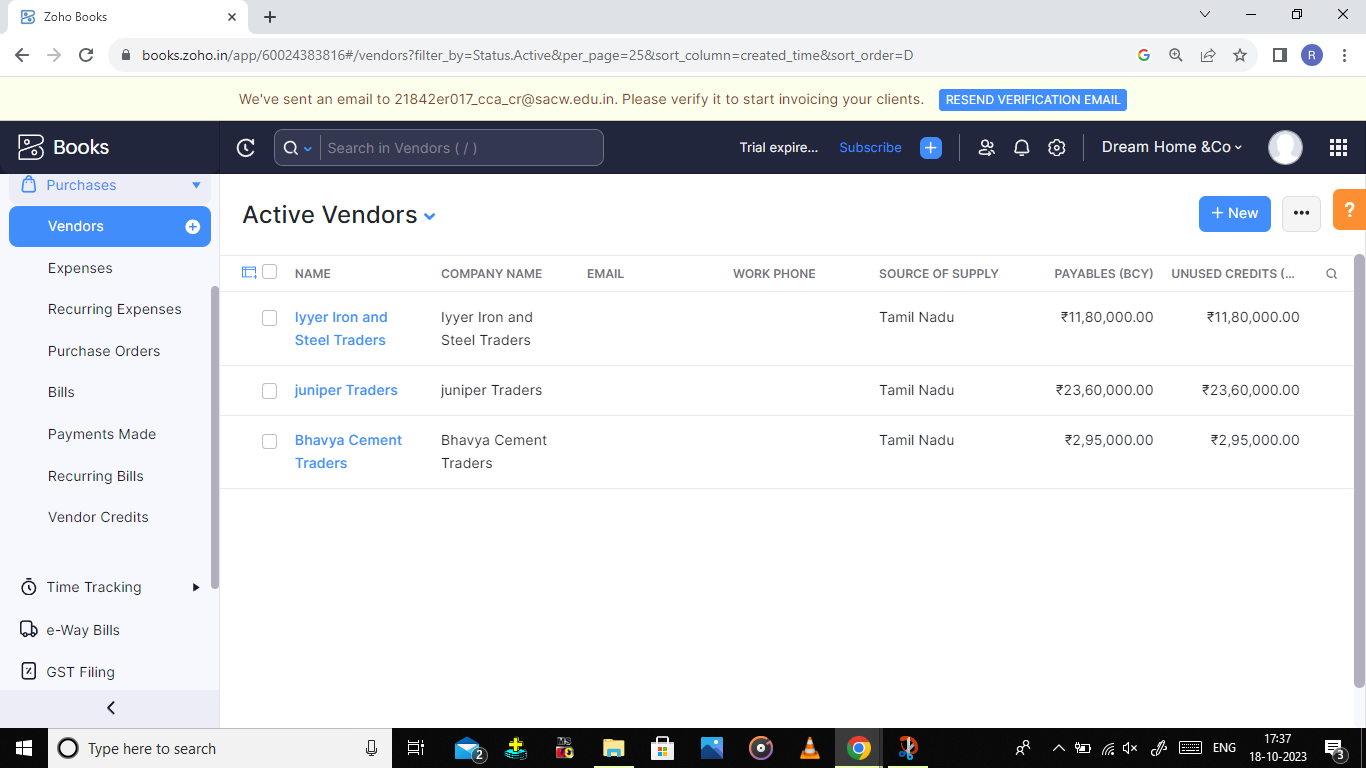 Zoho Books
books.zoho.in/app/60024383816#/vendors?filter_by=Status.Active&per_page=25&sort_column=created_time&sort_order=D
R
We've sent an email to 21842er017_cca_cr@sacw.edu.in. Please verify it to start invoicing your clients. RESEND VERIFICATION EMAIL
Books
Search in Vendors ( / )
Trial expire... Subscribe
Dream Home &Co
Purchases
Vendors
Expenses
Recurring Expenses
Purchase Orders
Bills
Payments Made
Recurring Bills
Vendor Credits
Time Tracking
e-Way Bills
GST Filing
Active Vendors
+ New
?
NAME COMPANY NAME EMAIL WORK PHONE SOURCE OF SUPPLY PAYABLES (BCY) UNUSED CREDITS (...
Iyyer Iron and Iyyer Iron and Tamil Nadu ₹11,80,000.00 ₹11,80,000.00
Steel Traders Steel Traders
juniper Traders juniper Traders Tamil Nadu ₹23,60,000.00 ₹23,60,000.00
Bhavya Cement Bhavya Cement Tamil Nadu ₹2,95,000.00 ₹2,95,000.00
Traders Traders
Type here to search
2
ENG
17:37
18-10-2023
3